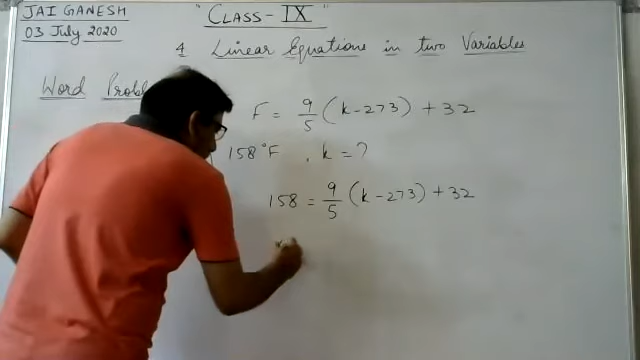 JAI GANESH
03 July 2020
"CLASS-IX"
4 Linear Equations in two Variables
Word
F = 9/5 (k-273) + 32
158°F , k = ?
158 = 9/5 (k-273) + 32